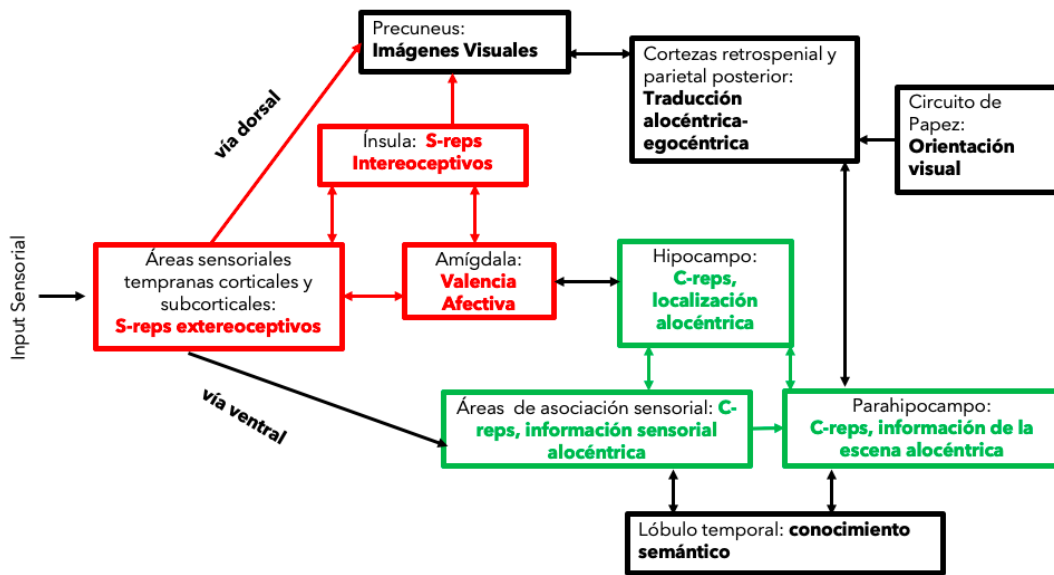 Precuneus:
Imágenes Visuales
Cortezas retrospenial y
parietal posterior:
Traducción
alocéntrica-
egocéntrica
Circuito de
Papez:
Orientación
visual
vía dorsal
Ínsula: S-reps
Intereoceptivos
Input Sensorial
Áreas sensoriales
tempranas corticales y
subcorticales:
S-reps extereoceptivos
Amígdala:
Valencia
Afectiva
Hipocampo:
C-reps,
localización
alocéntrica
vía ventral
Áreas de asociación sensorial: C-
reps, información sensorial
alocéntrica
Parahipocampo:
C-reps, información de la
escena alocéntrica
Lóbulo temporal: conocimiento
semántico